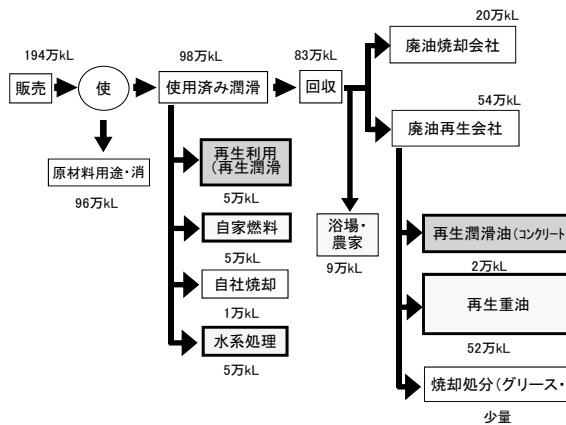 20万kL
194万kL
98万kL
83万kL
廃油焼却会社
販売
使
使用済み潤滑
回収
54万kL
廃油再生会社
再生利用
(再生潤滑
原材料用途・消
5万kL
96万kL
自家燃料
浴場・
農家
再生潤滑油(コンクリート
5万kL
9万kL
2万kL
自社焼却
再生重油
1万kL
水系処理
52万kL
5万kL
焼却処分(グリース・
少量